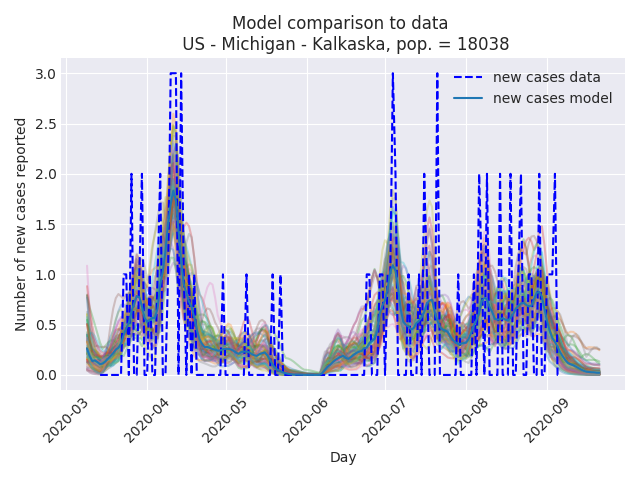 Model comparison to data
US - Michigan - Kalkaska, pop. = 18038
new cases data
new cases model
Number of new cases reported
3.0
2.5
2.0
1.5
1.0
0.5
0.0
2020-03
2020-04
2020-05
2020-06
2020-07
2020-08
2020-09
Day